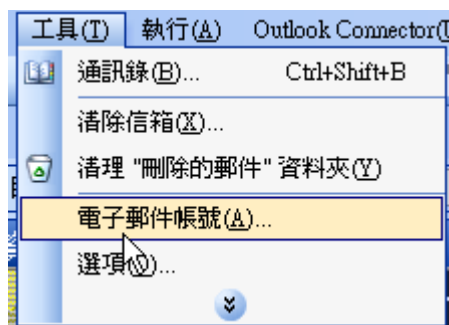 工具(T) 執行(A) Outlook Connector(
通訊錄(B)... Ctrl+Shift+B
清除信箱(X)...
清理 "刪除的郵件" 資料夾(Y)
電子郵件帳號(A)...
選項(O)...